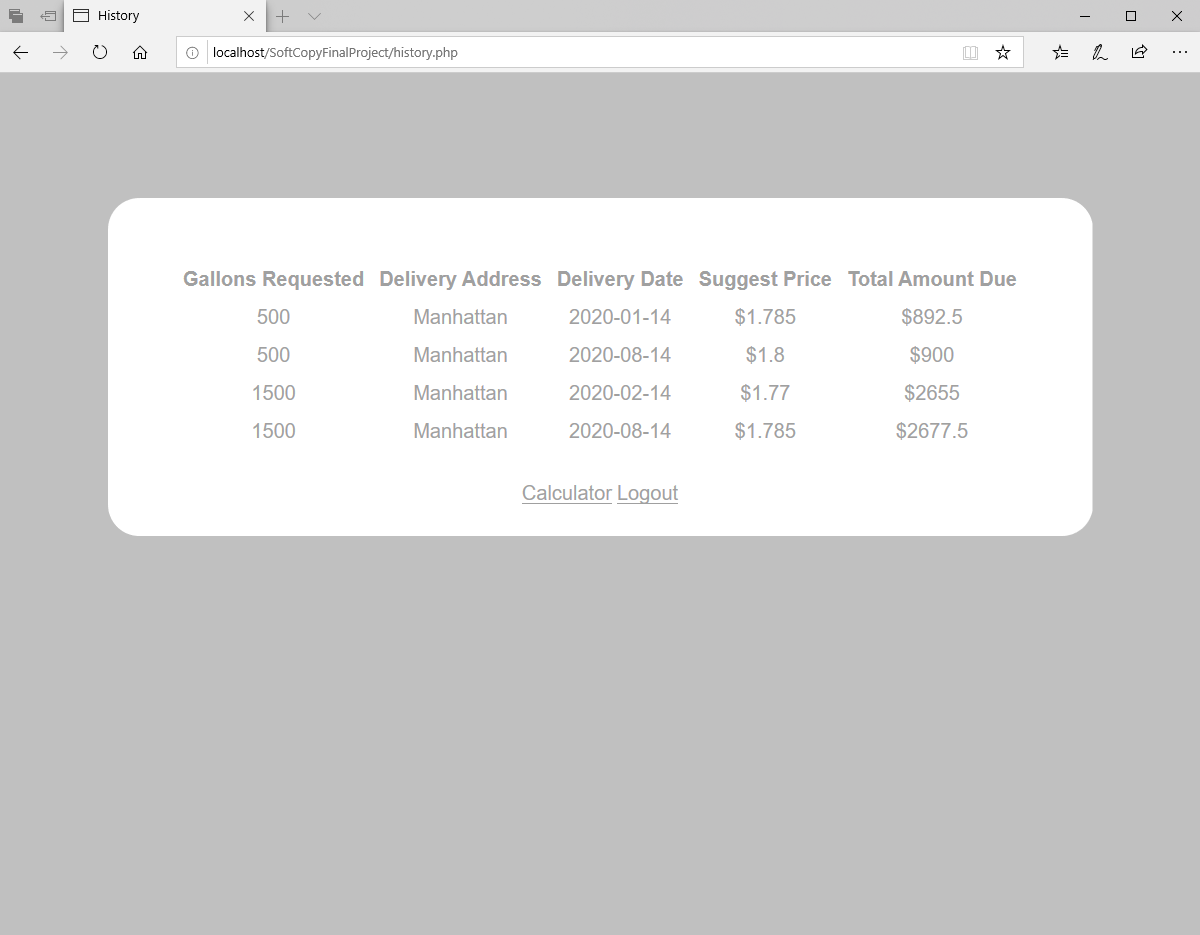 History
localhost/SoftCopyFinalProject/history.php
Gallons Requested Delivery Address Delivery Date Suggest Price Total Amount Due
500 Manhattan 2020-01-14 $1.785 $892.5
500 Manhattan 2020-08-14 $1.8 $900
1500 Manhattan 2020-02-14 $1.77 $2655
1500 Manhattan 2020-08-14 $1.785 $2677.5
Calculator Logout